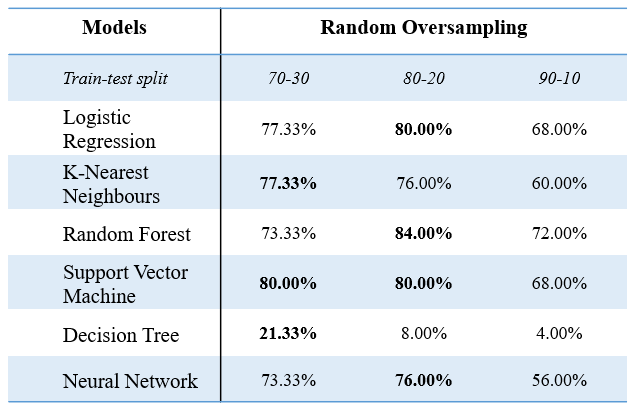 Models Random Oversampling
Train-test split 70-30 80-20 90-10
Logistic
Regression 77.33% 80.00% 68.00%
K-Nearest
Neighbours 77.33% 76.00% 60.00%
Random Forest 73.33% 84.00% 72.00%
Support Vector
Machine 80.00% 80.00% 68.00%
Decision Tree 21.33% 8.00% 4.00%
Neural Network 73.33% 76.00% 56.00%